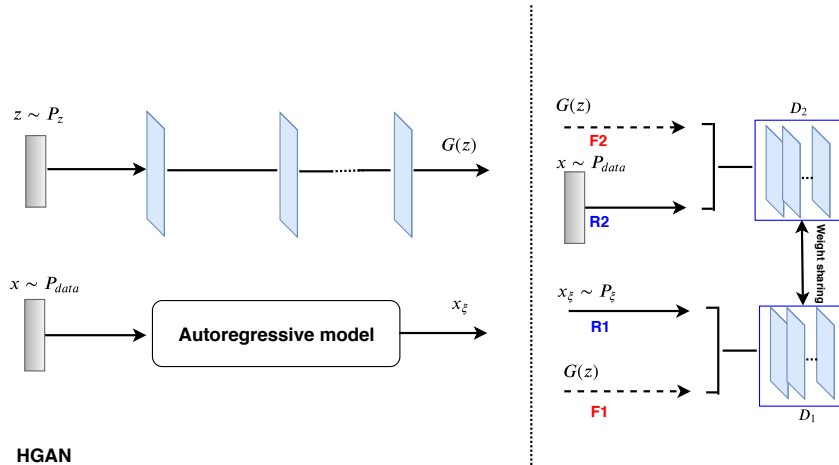 z ∼ P_z
G(z)
x ∼ P_data
Autoregressive model
x_ξ
HGAN
G(z)
F2
x ∼ P_data
R2
D_2
Weight sharing
x_ξ ∼ P_ξ
R1
G(z)
F1
D_1